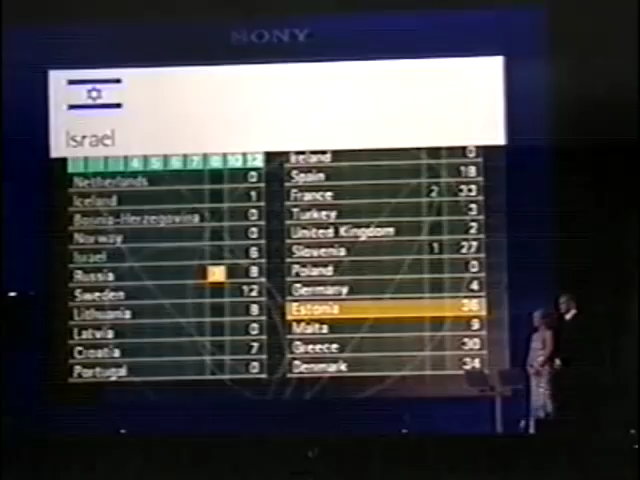 SONY
Israel
4 5 6 7 8 10 12
Netherlands 0
Iceland 1
Bosnia-Herzegovina 0
Norway 0
Israel 6
Russia 8
Sweden 12
Lithuania 8
Latvia 0
Croatia 7
Portugal 0
Ireland 0
Spain 18
France 2 33
Turkey 3
United Kingdom 2
Slovenia 1 27
Poland 0
Germany 4
Estonia 36
Malta 9
Greece 30
Denmark 34